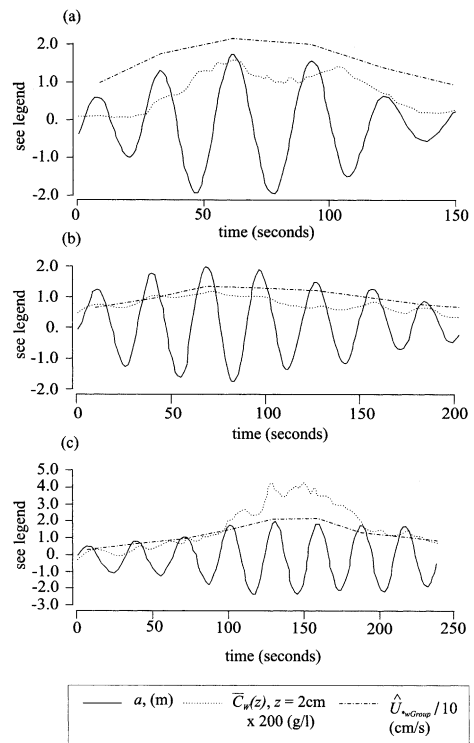 (a)
2.0
1.0
0.
-1.0
-2.0
see legend
0 50 100 150
time (seconds)
(b)
2.0
1.0
0.
-1.0
-2.0
see legend
0 50 100 150 200
time (seconds)
(c)
5.0
4.0
3.0
2.0
1.0
0.
-1.0
-2.0
-3.0
see legend
0 50 100 150 200 250
time (seconds)
a, (m) C̅_W(z), z = 2cm Û_*wGroup / 10
x 200 (g/l) (cm/s)